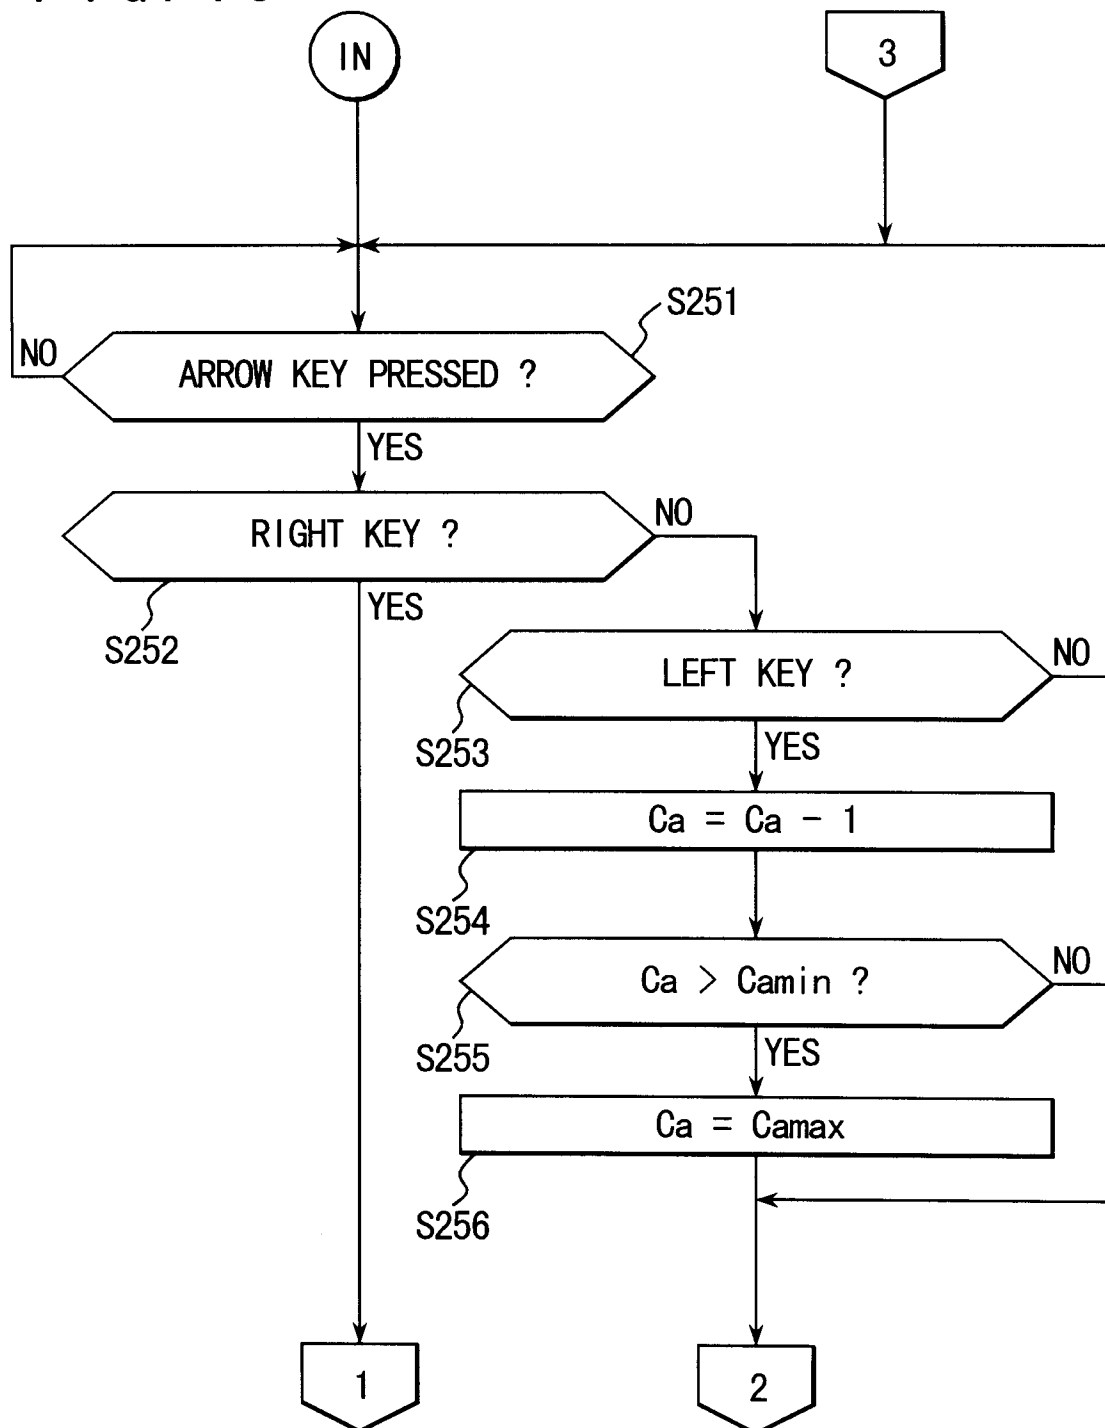 IN
3
S251
NO
ARROW KEY PRESSED ?
YES
RIGHT KEY ?
NO
S252
YES
LEFT KEY ?
NO
S253
YES
Ca = Ca - 1
S254
Ca > Camin ?
NO
S255
YES
Ca = Camax
S256
1
2